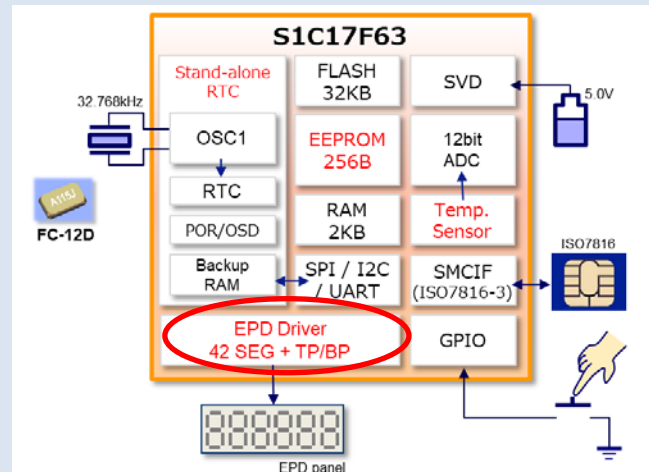 S1C17F63
Stand-alone
RTC
FLASH
32KB
SVD
5.0V
32.768kHz
OSC1
EEPROM
256B
12bit
ADC
RTC
A115J
FC-12D
POR/OSD
RAM
2KB
Temp.
Sensor
ISO7816
Backup
RAM
SPI / I2C
/ UART
SMCIF
(ISO7816-3)
EPD Driver
42 SEG + TP/BP
GPIO
888888
EPD panel